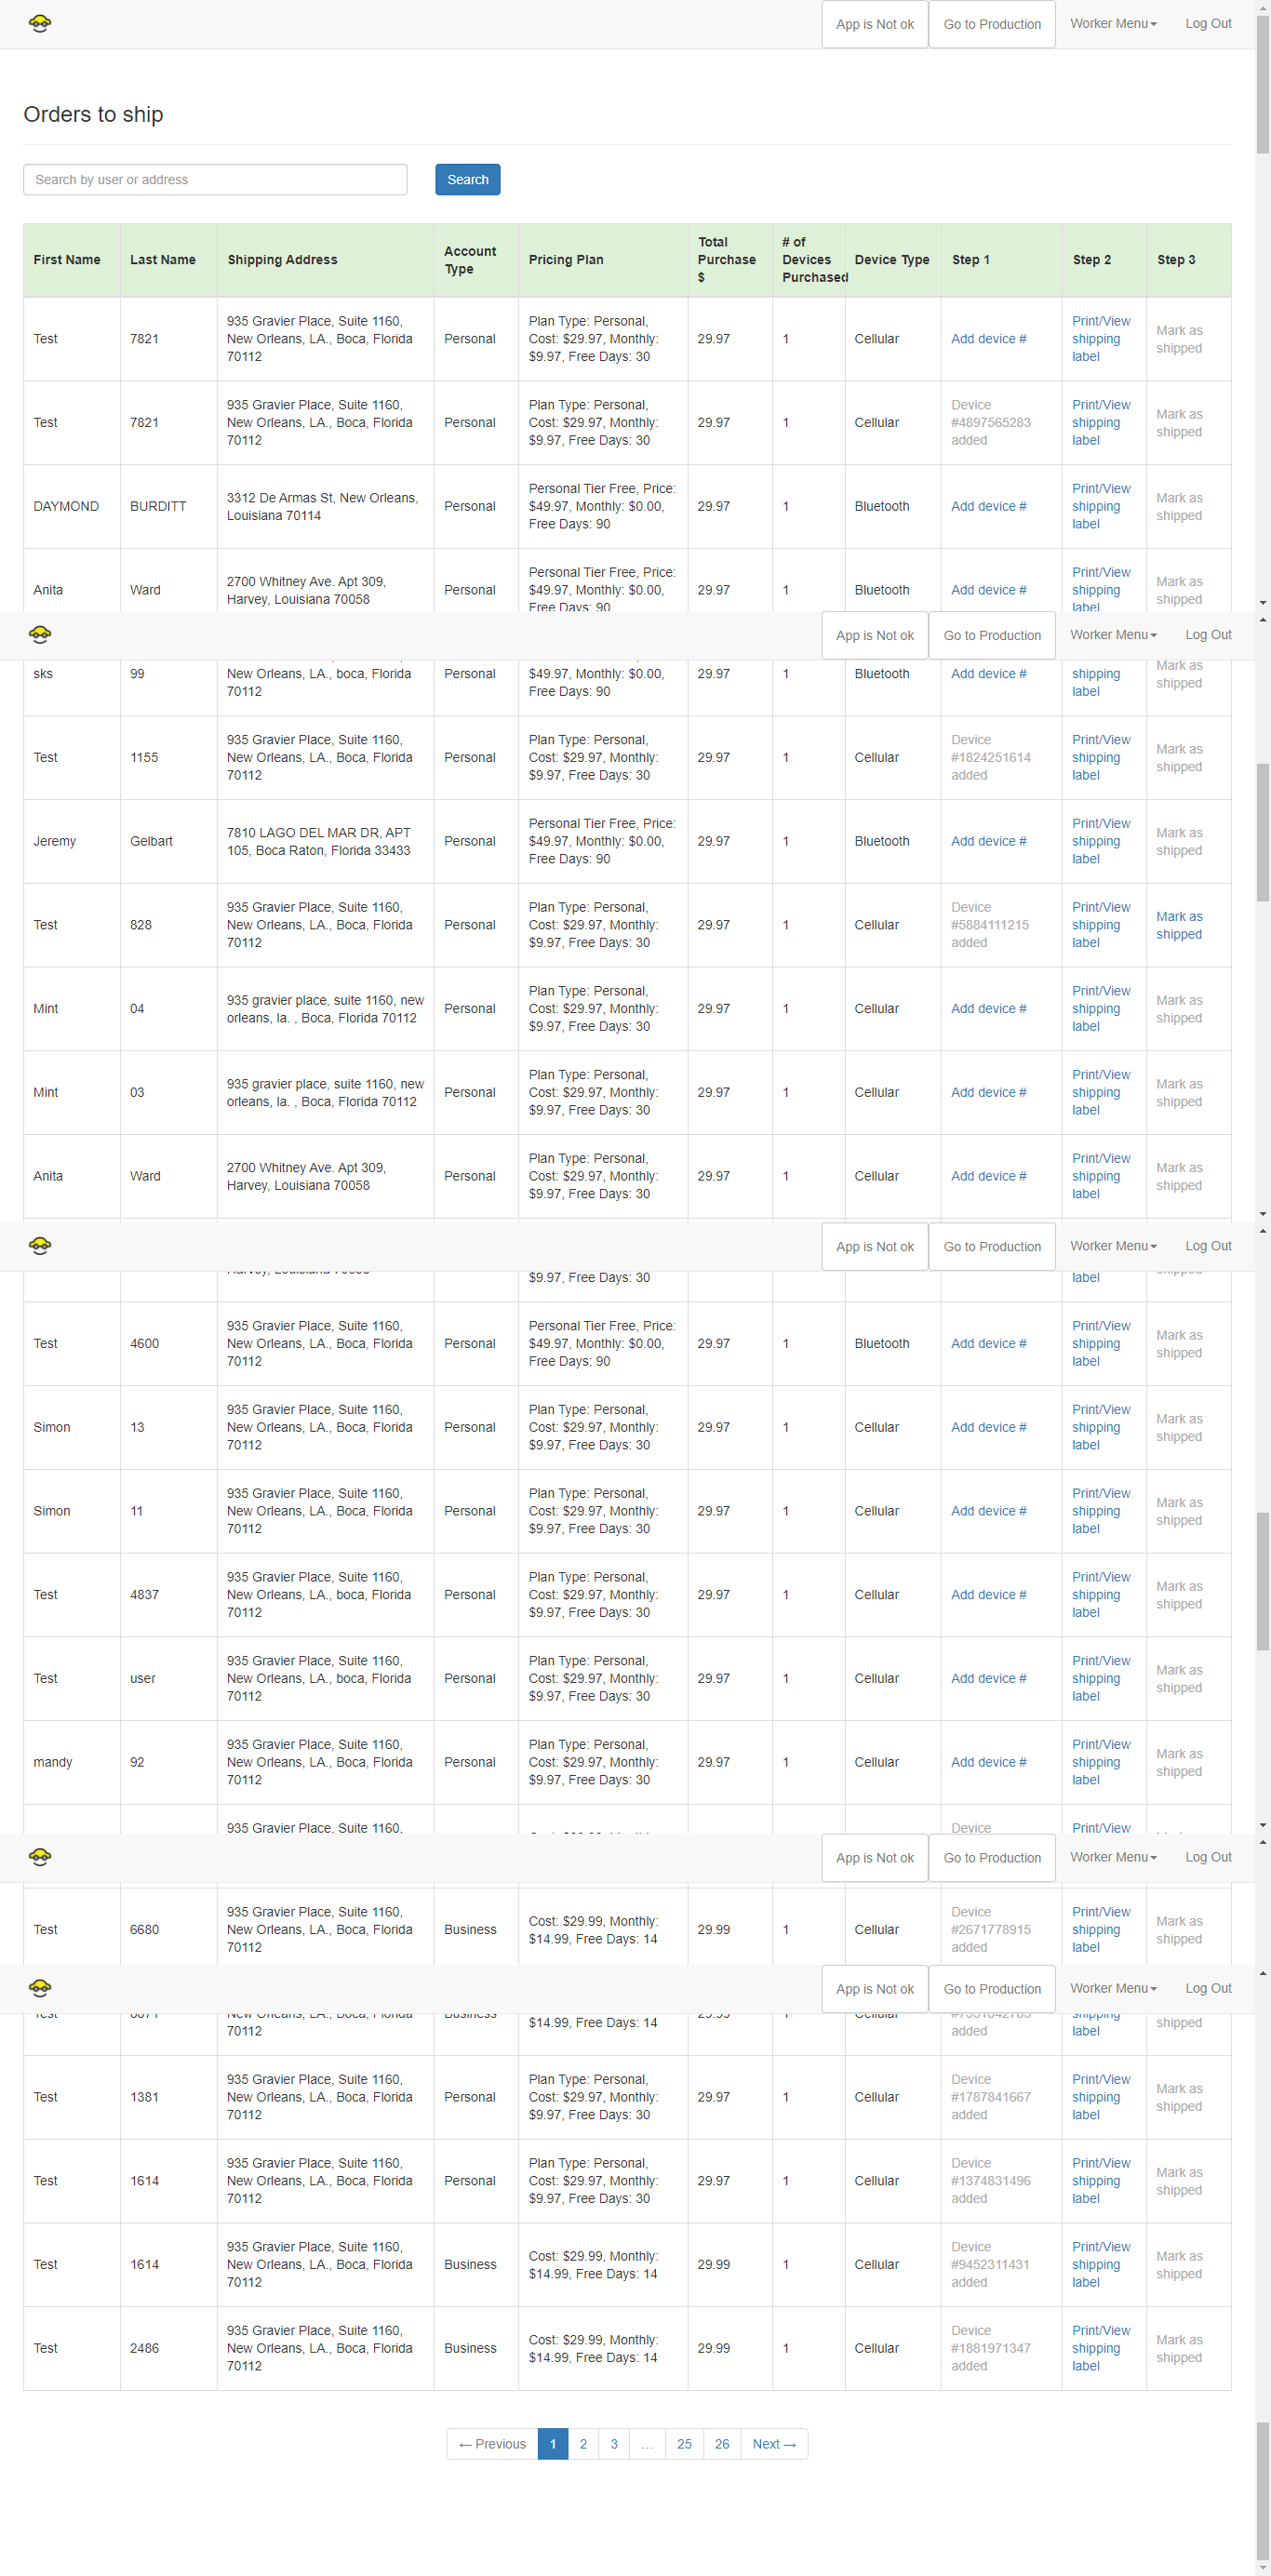 App is Not ok Go to Production Worker Menu Log Out
Orders to ship
Search by user or address Search
First Name Last Name Shipping Address Account Type Pricing Plan Total Purchase $ # of Devices Purchased Device Type Step 1 Step 2 Step 3
Test 7821 935 Gravier Place, Suite 1160, New Orleans, LA., Boca, Florida 70112 Personal Plan Type: Personal, Cost: $29.97, Monthly: $9.97, Free Days: 30 29.97 1 Cellular Add device # Print/View shipping label Mark as shipped
Test 7821 935 Gravier Place, Suite 1160, New Orleans, LA., Boca, Florida 70112 Personal Plan Type: Personal, Cost: $29.97, Monthly: $9.97, Free Days: 30 29.97 1 Cellular Device #4897565283 added Print/View shipping label Mark as shipped
DAYMOND BURDITT 3312 De Armas St, New Orleans, Louisiana 70114 Personal Personal Tier Free, Price: $49.97, Monthly: $0.00, Free Days: 90 29.97 1 Bluetooth Add device # Print/View shipping label Mark as shipped
Anita Ward 2700 Whitney Ave. Apt 309, Harvey, Louisiana 70058 Personal Personal Tier Free, Price: $49.97, Monthly: $0.00, Free Days: 90 29.97 1 Bluetooth Add device # Print/View shipping label Mark as shipped
App is Not ok Go to Production Worker Menu Log Out
sks 99 New Orleans, LA., boca, Florida 70112 Personal $49.97, Monthly: $0.00, Free Days: 90 29.97 1 Bluetooth Add device # shipping label Mark as shipped
Test 1155 935 Gravier Place, Suite 1160, New Orleans, LA., Boca, Florida 70112 Personal Plan Type: Personal, Cost: $29.97, Monthly: $9.97, Free Days: 30 29.97 1 Cellular Device #1824251614 added Print/View shipping label Mark as shipped
Jeremy Gelbart 7810 LAGO DEL MAR DR, APT 105, Boca Raton, Florida 33433 Personal Personal Tier Free, Price: $49.97, Monthly: $0.00, Free Days: 90 29.97 1 Bluetooth Add device # Print/View shipping label Mark as shipped
Test 828 935 Gravier Place, Suite 1160, New Orleans, LA., Boca, Florida 70112 Personal Plan Type: Personal, Cost: $29.97, Monthly: $9.97, Free Days: 30 29.97 1 Cellular Device #5884111215 added Print/View shipping label Mark as shipped
Mint 04 935 gravier place, suite 1160, new orleans, la. , Boca, Florida 70112 Personal Plan Type: Personal, Cost: $29.97, Monthly: $9.97, Free Days: 30 29.97 1 Cellular Add device # Print/View shipping label Mark as shipped
Mint 03 935 gravier place, suite 1160, new orleans, la. , Boca, Florida 70112 Personal Plan Type: Personal, Cost: $29.97, Monthly: $9.97, Free Days: 30 29.97 1 Cellular Add device # Print/View shipping label Mark as shipped
Anita Ward 2700 Whitney Ave. Apt 309, Harvey, Louisiana 70058 Personal Plan Type: Personal, Cost: $29.97, Monthly: $9.97, Free Days: 30 29.97 1 Cellular Add device # Print/View shipping label Mark as shipped
App is Not ok Go to Production Worker Menu Log Out
$9.97, Free Days: 30 label
Test 4600 935 Gravier Place, Suite 1160, New Orleans, LA., Boca, Florida 70112 Personal Personal Tier Free, Price: $49.97, Monthly: $0.00, Free Days: 90 29.97 1 Bluetooth Add device # Print/View shipping label Mark as shipped
Simon 13 935 Gravier Place, Suite 1160, New Orleans, LA., Boca, Florida 70112 Personal Plan Type: Personal, Cost: $29.97, Monthly: $9.97, Free Days: 30 29.97 1 Cellular Add device # Print/View shipping label Mark as shipped
Simon 11 935 Gravier Place, Suite 1160, New Orleans, LA., Boca, Florida 70112 Personal Plan Type: Personal, Cost: $29.97, Monthly: $9.97, Free Days: 30 29.97 1 Cellular Add device # Print/View shipping label Mark as shipped
Test 4837 935 Gravier Place, Suite 1160, New Orleans, LA., boca, Florida 70112 Personal Plan Type: Personal, Cost: $29.97, Monthly: $9.97, Free Days: 30 29.97 1 Cellular Add device # Print/View shipping label Mark as shipped
Test user 935 Gravier Place, Suite 1160, New Orleans, LA., boca, Florida 70112 Personal Plan Type: Personal, Cost: $29.97, Monthly: $9.97, Free Days: 30 29.97 1 Cellular Add device # Print/View shipping label Mark as shipped
mandy 92 935 Gravier Place, Suite 1160, New Orleans, LA., Boca, Florida 70112 Personal Plan Type: Personal, Cost: $29.97, Monthly: $9.97, Free Days: 30 29.97 1 Cellular Add device # Print/View shipping label Mark as shipped
935 Gravier Place, Suite 1160, Device Print/View
App is Not ok Go to Production Worker Menu Log Out
Test 6680 935 Gravier Place, Suite 1160, New Orleans, LA., Boca, Florida 70112 Business Cost: $29.99, Monthly: $14.99, Free Days: 14 29.99 1 Cellular Device #2671778915 added Print/View shipping label Mark as shipped
App is Not ok Go to Production Worker Menu Log Out
70112 $14.99, Free Days: 14 added label shipped
Test 1381 935 Gravier Place, Suite 1160, New Orleans, LA., Boca, Florida 70112 Personal Plan Type: Personal, Cost: $29.97, Monthly: $9.97, Free Days: 30 29.97 1 Cellular Device #1787841667 added Print/View shipping label Mark as shipped
Test 1614 935 Gravier Place, Suite 1160, New Orleans, LA., Boca, Florida 70112 Personal Plan Type: Personal, Cost: $29.97, Monthly: $9.97, Free Days: 30 29.97 1 Cellular Device #1374831496 added Print/View shipping label Mark as shipped
Test 1614 935 Gravier Place, Suite 1160, New Orleans, LA., Boca, Florida 70112 Business Cost: $29.99, Monthly: $14.99, Free Days: 14 29.99 1 Cellular Device #9452311431 added Print/View shipping label Mark as shipped
Test 2486 935 Gravier Place, Suite 1160, New Orleans, LA., Boca, Florida 70112 Business Cost: $29.99, Monthly: $14.99, Free Days: 14 29.99 1 Cellular Device #1881971347 added Print/View shipping label Mark as shipped
← Previous 1 2 3 … 25 26 Next →